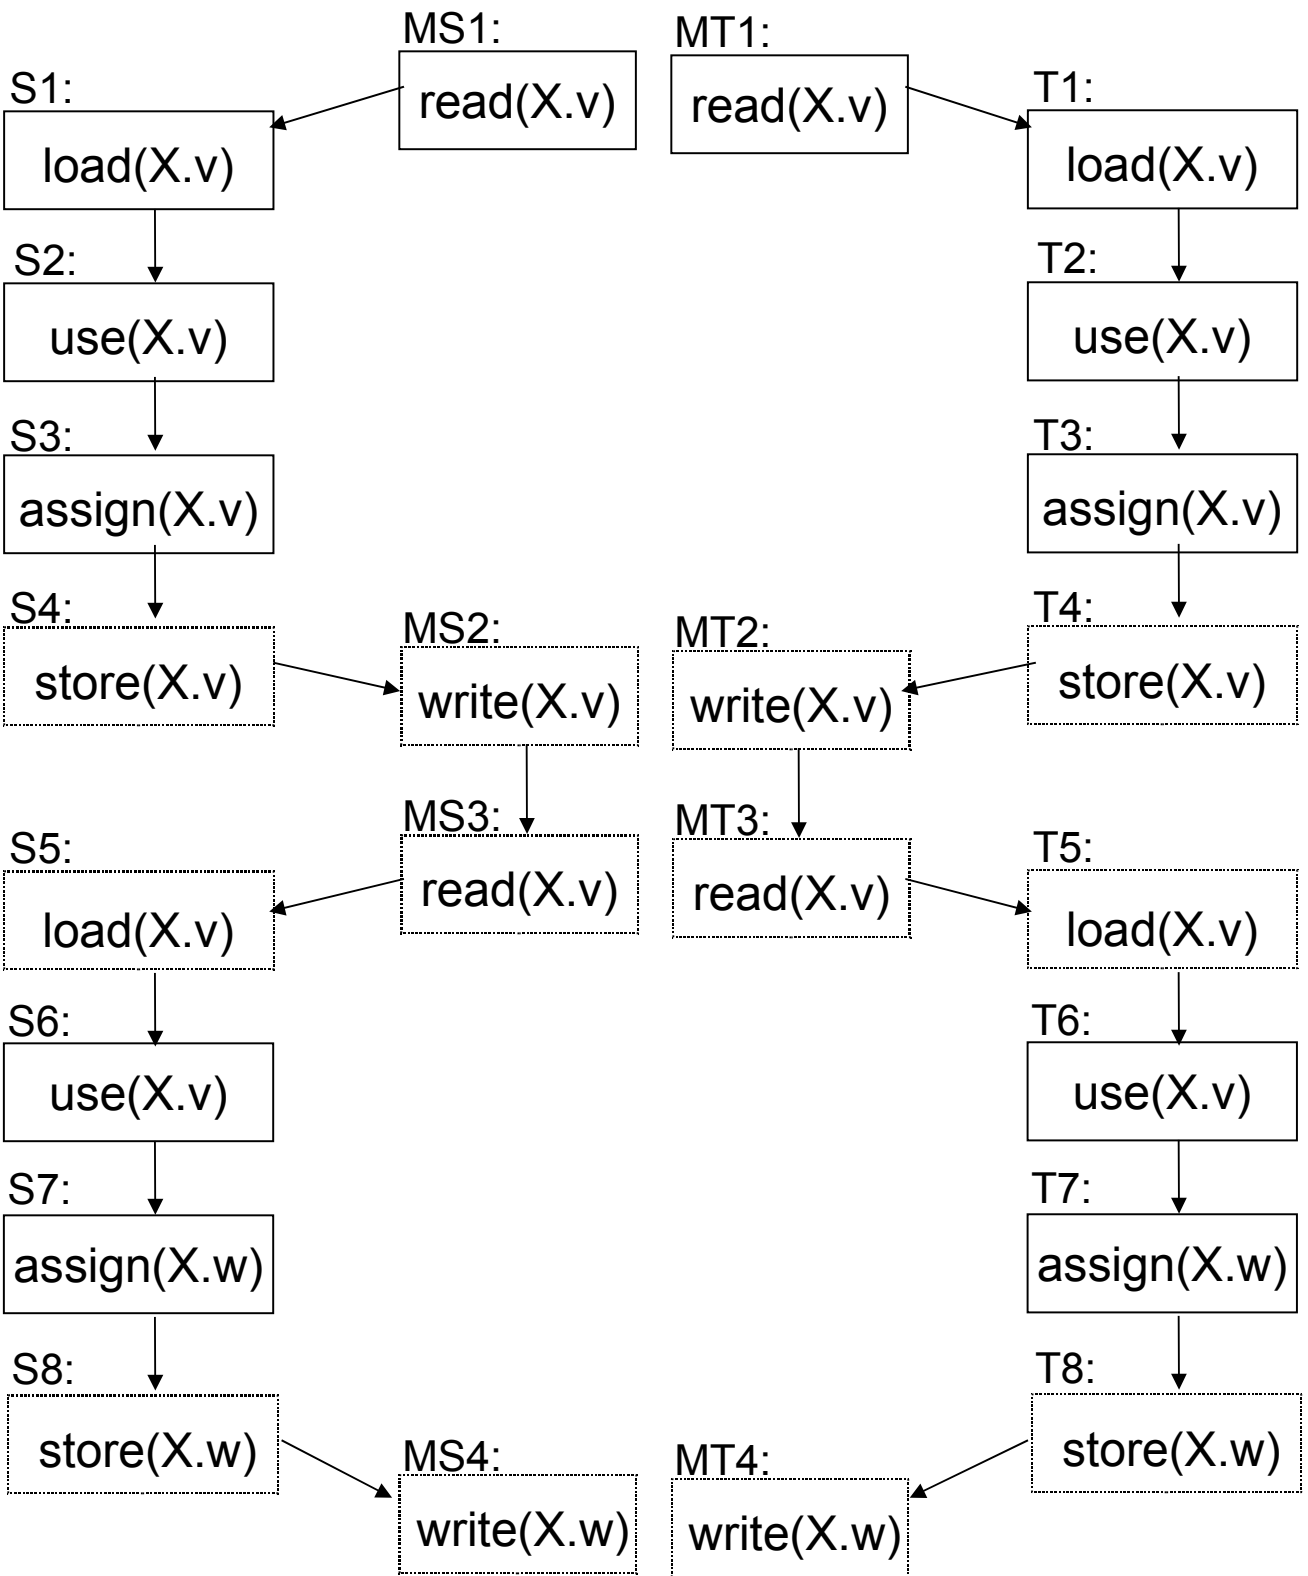 MS1:
read(X.v)
MT1:
read(X.v)
S1:
load(X.v)
T1:
load(X.v)
S2:
use(X.v)
T2:
use(X.v)
S3:
assign(X.v)
T3:
assign(X.v)
S4:
store(X.v)
MS2:
write(X.v)
MT2:
write(X.v)
T4:
store(X.v)
MS3:
read(X.v)
MT3:
read(X.v)
S5:
load(X.v)
T5:
load(X.v)
S6:
use(X.v)
T6:
use(X.v)
S7:
assign(X.w)
T7:
assign(X.w)
S8:
store(X.w)
T8:
store(X.w)
MS4:
write(X.w)
MT4:
write(X.w)